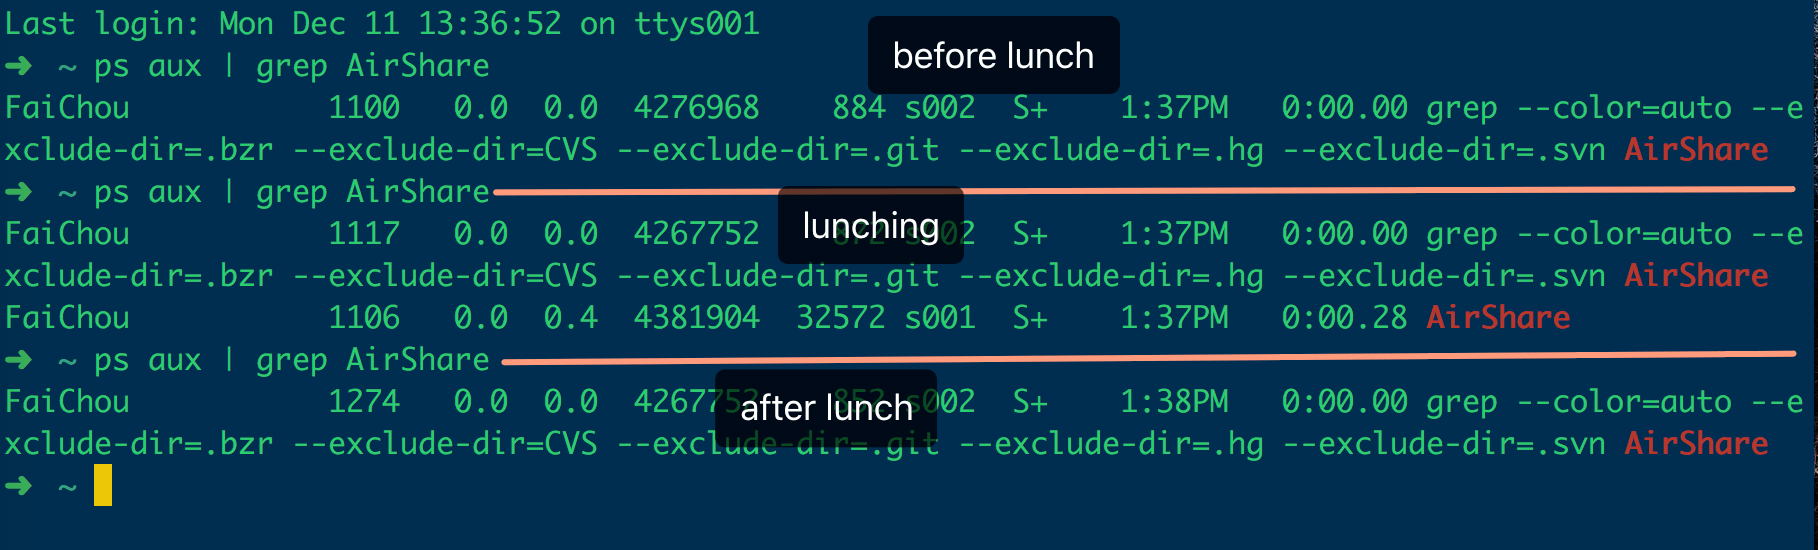 Last login: Mon Dec 11 13:36:52 on ttys001
before lunch
➜ ~ ps aux | grep AirShare
FaiChou 1100 0.0 0.0 4276968 884 s002 S+ 1:37PM 0:00.00 grep --color=auto --e
xclude-dir=.bzr --exclude-dir=CVS --exclude-dir=.git --exclude-dir=.hg --exclude-dir=.svn AirShare
➜ ~ ps aux | grep AirShare
lunching
FaiChou 1117 0.0 0.0 4267752 872 s002 S+ 1:37PM 0:00.00 grep --color=auto --e
xclude-dir=.bzr --exclude-dir=CVS --exclude-dir=.git --exclude-dir=.hg --exclude-dir=.svn AirShare
FaiChou 1106 0.0 0.4 4381904 32572 s001 S+ 1:37PM 0:00.28 AirShare
➜ ~ ps aux | grep AirShare
after lunch
FaiChou 1274 0.0 0.0 4267752 852 s002 S+ 1:38PM 0:00.00 grep --color=auto --e
xclude-dir=.bzr --exclude-dir=CVS --exclude-dir=.git --exclude-dir=.hg --exclude-dir=.svn AirShare
➜ ~